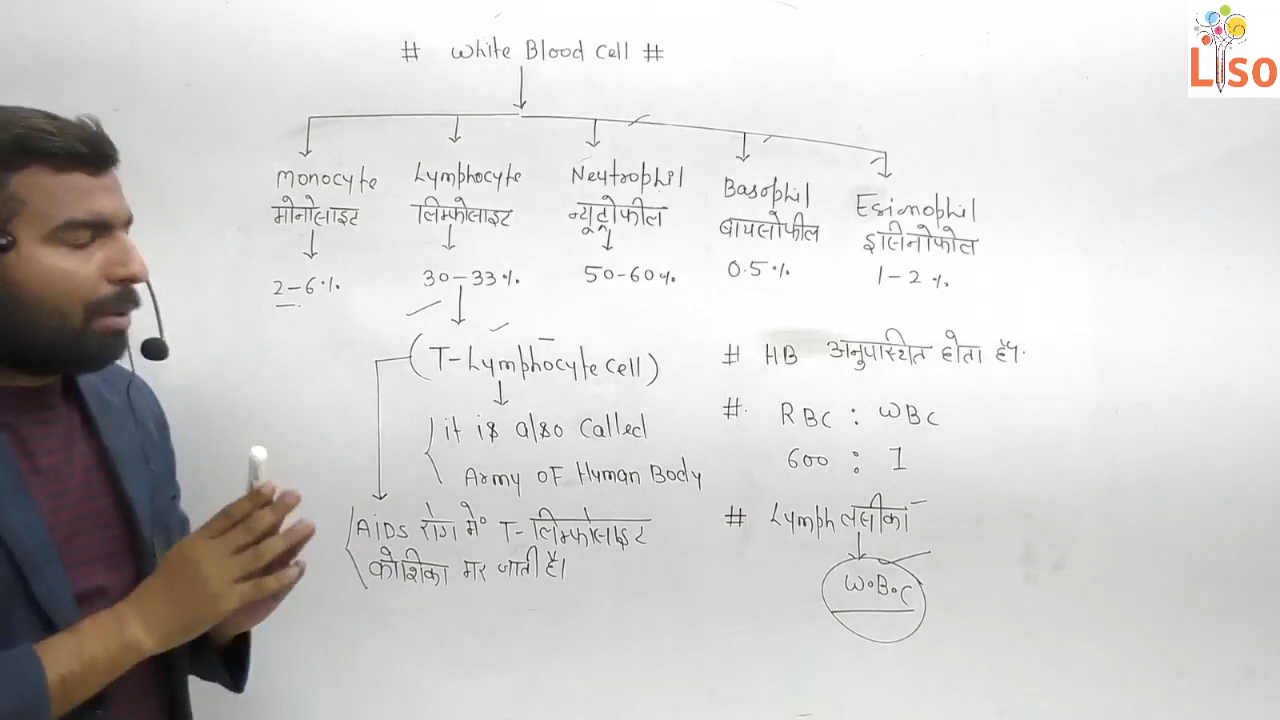 # White Blood Cell #
Monocyte
मोनोसाइट
2-6%
Lymphocyte
लिम्फोसाइट
30-33%
Neutrophil
न्यूट्रोफील
50-60%
Basophil
बायसोफील
0.5%
Esinophil
इसिनोफोल
1-2%
(T-Lymphocyte cell)
it is also called
Army of Human Body
AiDS रोग में T-लिम्फोसाइट
कोशिका मर जाती है।
# HB अनुपस्थित होता है।
# RBC : WBC
600 : 1
# Lymph लसीका
W.B.C
Liso